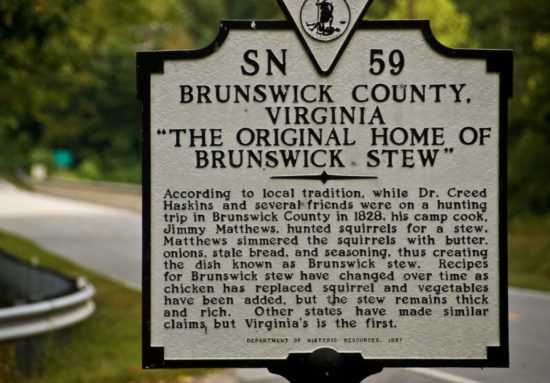 SN 59
BRUNSWICK COUNTY,
VIRGINIA
"THE ORIGINAL HOME OF
BRUNSWICK STEW"
According to local tradition, while Dr. Creed
Haskins and several friends were on a hunting
trip in Brunswick County in 1828, his camp cook,
Jimmy Matthews, hunted squirrels for a stew.
Matthews simmered the squirrels with butter,
onions, stale bread, and seasoning, thus creating
the dish known as Brunswick stew. Recipes
for Brunswick stew have changed over time as
chicken has replaced squirrel and vegetables
have been added, but the stew remains thick
and rich. Other states have made similar
claims, but Virginia's is the first.
DEPARTMENT OF HISTORIC RESOURCES, 1997